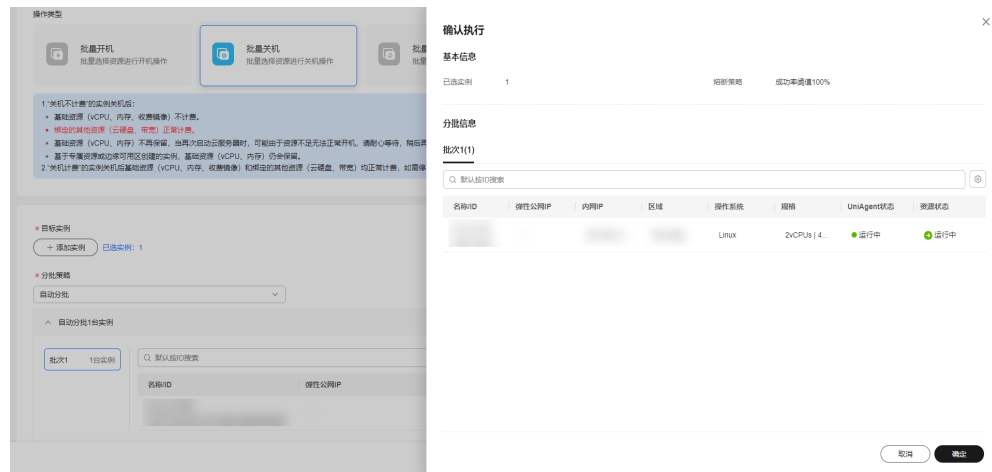 操作类型
批量开机
批量选择资源进行开机操作
批量关机
批量选择资源进行关机操作
1.“关机不计费”的实例关机后：
基础资源（vCPU、内存、收费镜像）不计费。
绑定的其他资源（云硬盘、带宽）正常计费。
基础资源（vCPU、内存）不再保留，当再次启动云服务器时，可能由于资源不足无法正常开机，请耐心等待，稍后再
基于专属资源或边缘可用区创建的实例，基础资源（vCPU、内存）仍会保留。
2.“关机计费”的实例关机后基础资源（vCPU、内存、收费镜像）和绑定的其他资源（云硬盘、带宽）均正常计费，如需停
* 目标实例
+ 添加实例 已选实例：1
* 分批策略
自动分批
自动分批1台实例
批次1 1台实例
默认按ID搜索
名称/ID 弹性公网IP
确认执行
基本信息
已选实例 1 熔断策略 成功率阈值100%
分批信息
批次1(1)
默认按ID搜索
名称/ID 弹性公网IP 内网IP 区域 操作系统 规格 UniAgent状态 资源状态
Linux 2vCPUs | 4... 运行中 运行中
取消 确定